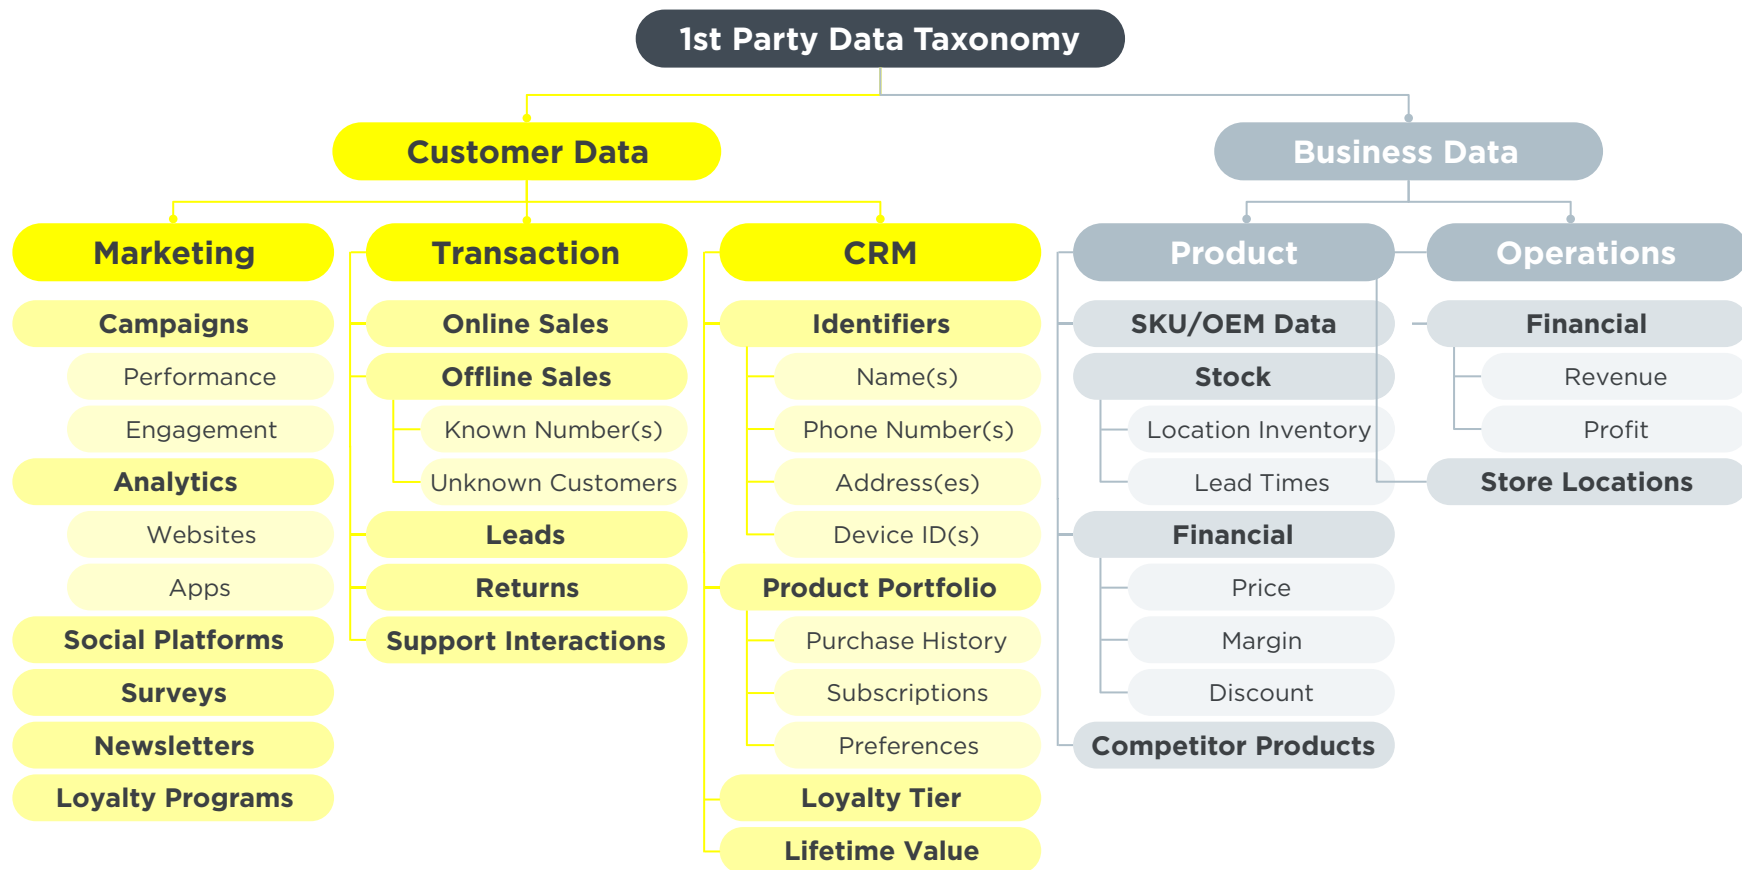 1st Party Data Taxonomy
Customer Data
Business Data
Marketing
Transaction
CRM
Product
Operations
Campaigns
Performance
Engagement
Analytics
Websites
Apps
Social Platforms
Surveys
Newsletters
Loyalty Programs
Online Sales
Offline Sales
Known Number(s)
Unknown Customers
Leads
Returns
Support Interactions
Identifiers
Name(s)
Phone Number(s)
Address(es)
Device ID(s)
Product Portfolio
Purchase History
Subscriptions
Preferences
Loyalty Tier
Lifetime Value
SKU/OEM Data
Stock
Location Inventory
Lead Times
Financial
Price
Margin
Discount
Competitor Products
Financial
Revenue
Profit
Store Locations